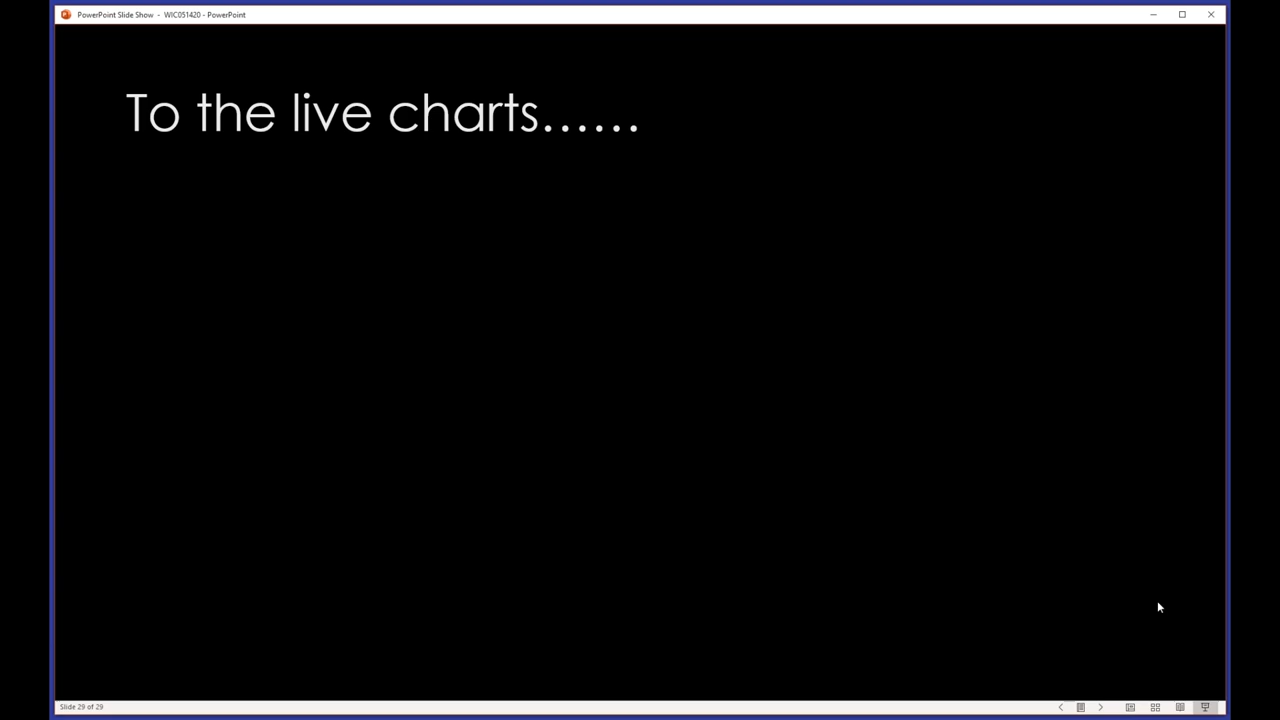 PowerPoint Slide Show - WIC051420 - PowerPoint
To the live charts......
Slide 29 of 29